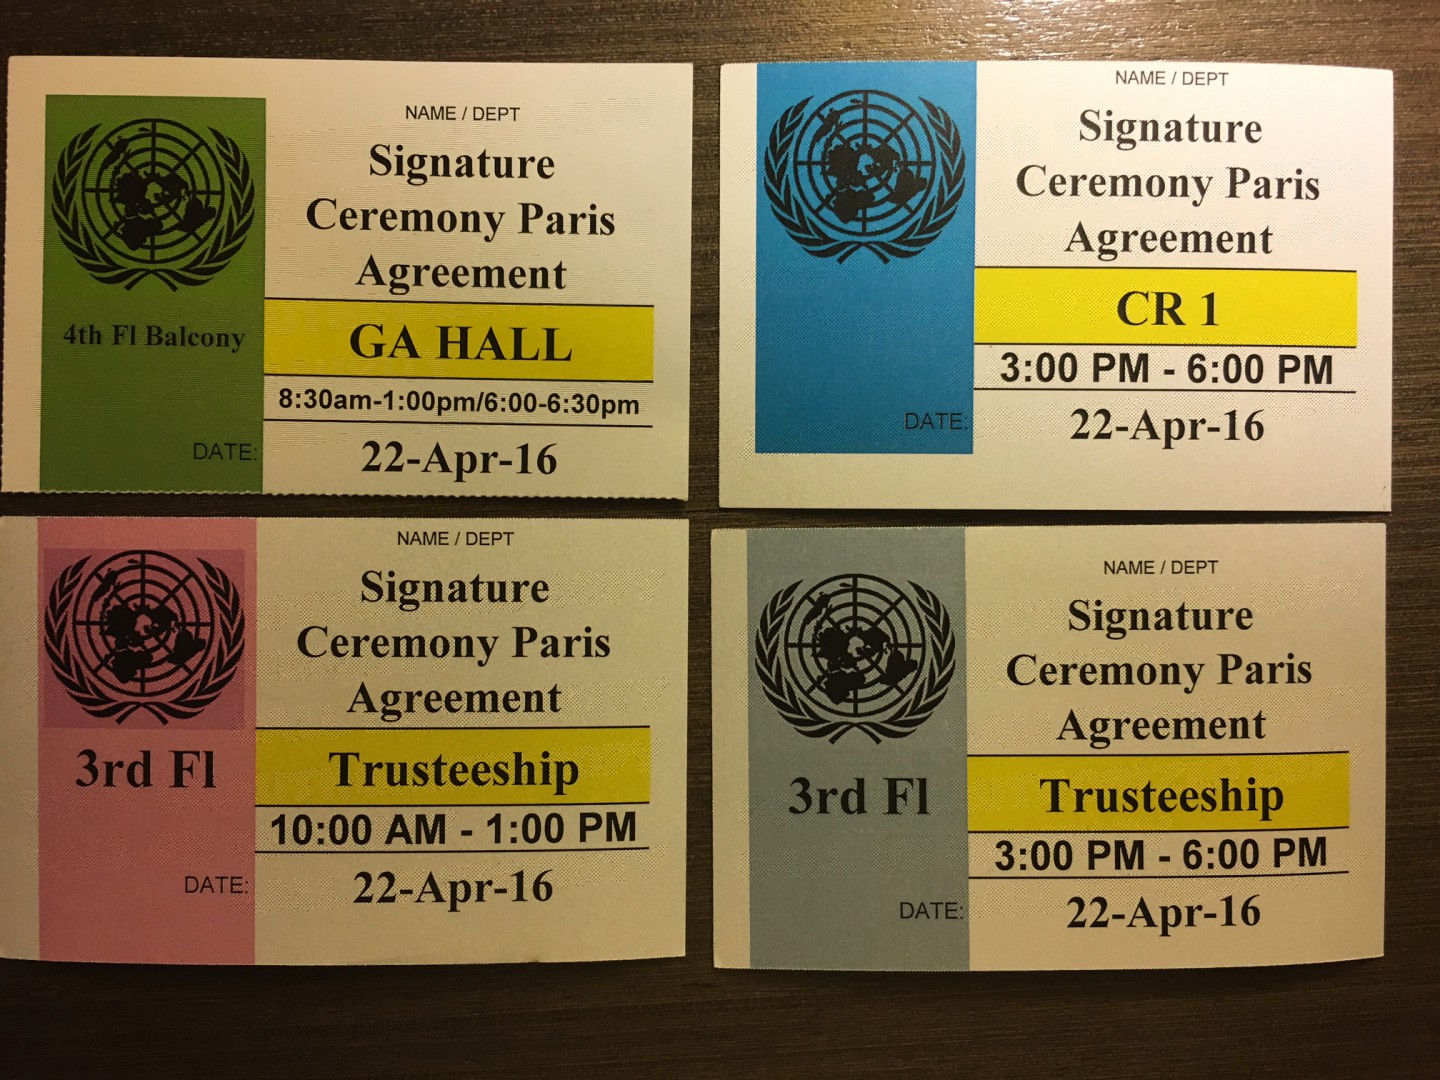 NAME / DEPT
Signature
Ceremony Paris
Agreement
4th Fl Balcony
GA HALL
8:30am-1:00pm/6:00-6:30pm
DATE:
22-Apr-16
NAME / DEPT
Signature
Ceremony Paris
Agreement
CR 1
3:00 PM - 6:00 PM
DATE:
22-Apr-16
NAME / DEPT
Signature
Ceremony Paris
Agreement
3rd Fl
Trusteeship
10:00 AM - 1:00 PM
DATE:
22-Apr-16
NAME / DEPT
Signature
Ceremony Paris
Agreement
3rd Fl
Trusteeship
3:00 PM - 6:00 PM
DATE:
22-Apr-16